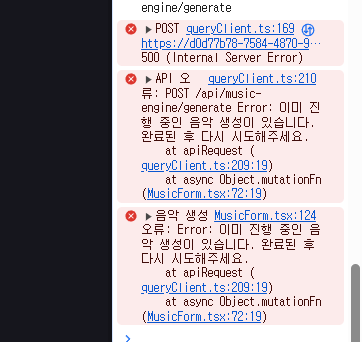 engine/generate
POST queryClient.ts:169
https://d0d77b78-7584-4870-9…
500 (Internal Server Error)
API 오 queryClient.ts:210
류: POST /api/music-
engine/generate Error: 이미 진
행 중인 음악 생성이 있습니다.
완료된 후 다시 시도해주세요.
at apiRequest (
queryClient.ts:209:19)
at async Object.mutationFn
(MusicForm.tsx:72:19)
음악 생성 MusicForm.tsx:124
오류: Error: 이미 진행 중인 음
악 생성이 있습니다. 완료된 후
다시 시도해주세요.
at apiRequest (
queryClient.ts:209:19)
at async Object.mutationFn
(MusicForm.tsx:72:19)